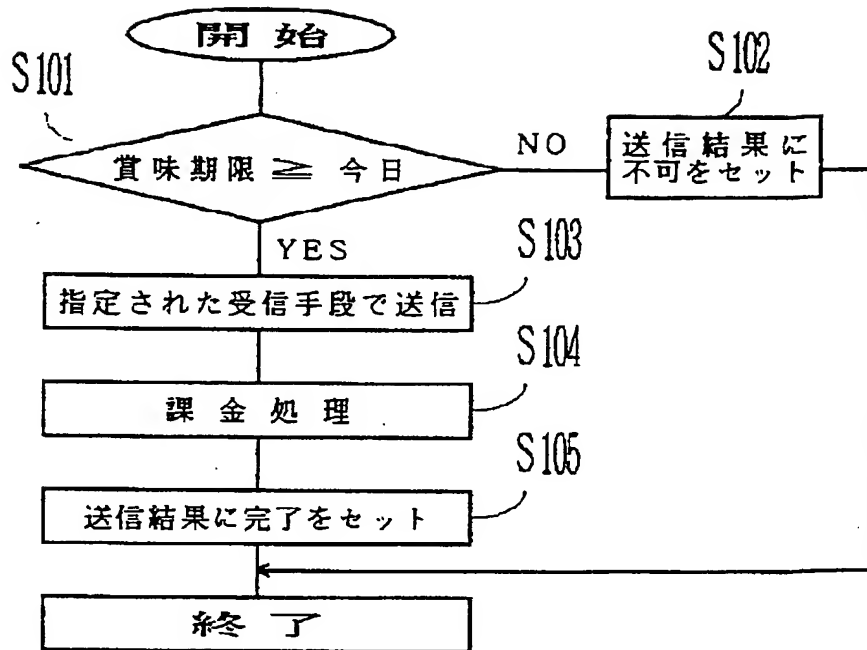 開始
S101
賞味期限 ≧ 今日
NO
S102
送信結果に
不可をセット
YES
S103
指定された受信手段で送信
S104
課金処理
S105
送信結果に完了をセット
終了